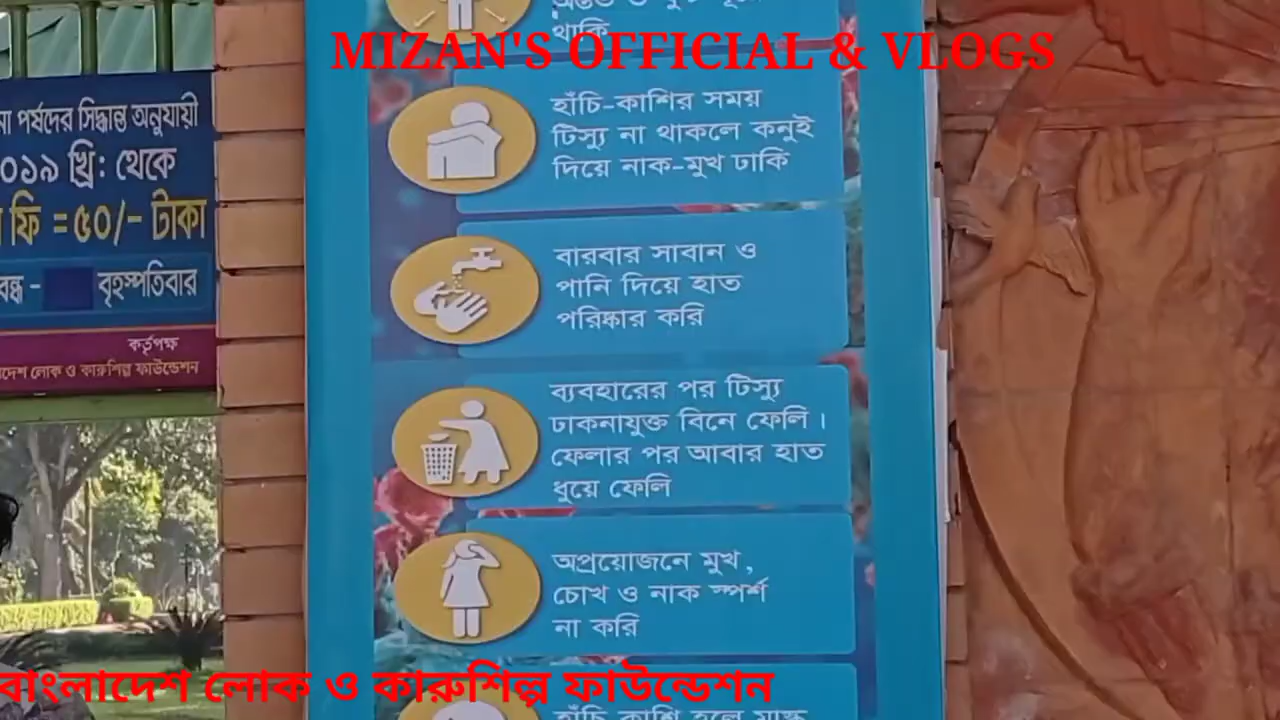 থাকি
MIZAN'S OFFICIAL & VLOGS
হাঁচি-কাশির সময়
টিস্যু না থাকলে কনুই
দিয়ে নাক-মুখ ঢাকি
বারবার সাবান ও
পানি দিয়ে হাত
পরিষ্কার করি
ব্যবহারের পর টিস্যু
ঢাকনাযুক্ত বিনে ফেলি।
ফেলার পর আবার হাত
ধুয়ে ফেলি
অপ্রয়োজনে মুখ,
চোখ ও নাক স্পর্শ
না করি
হাঁচি কাশি হলে মাস্ক
পর্ষদের সিদ্ধান্ত অনুযায়ী
০১৯ খ্রি: থেকে
ফি =৫০/- টাকা
বন্ধ - বৃহস্পতিবার
কর্তৃপক্ষ
লোক ও কারুশিল্প ফাউন্ডেশন
বাংলাদেশ লোক ও কারুশিল্প ফাউন্ডেশন